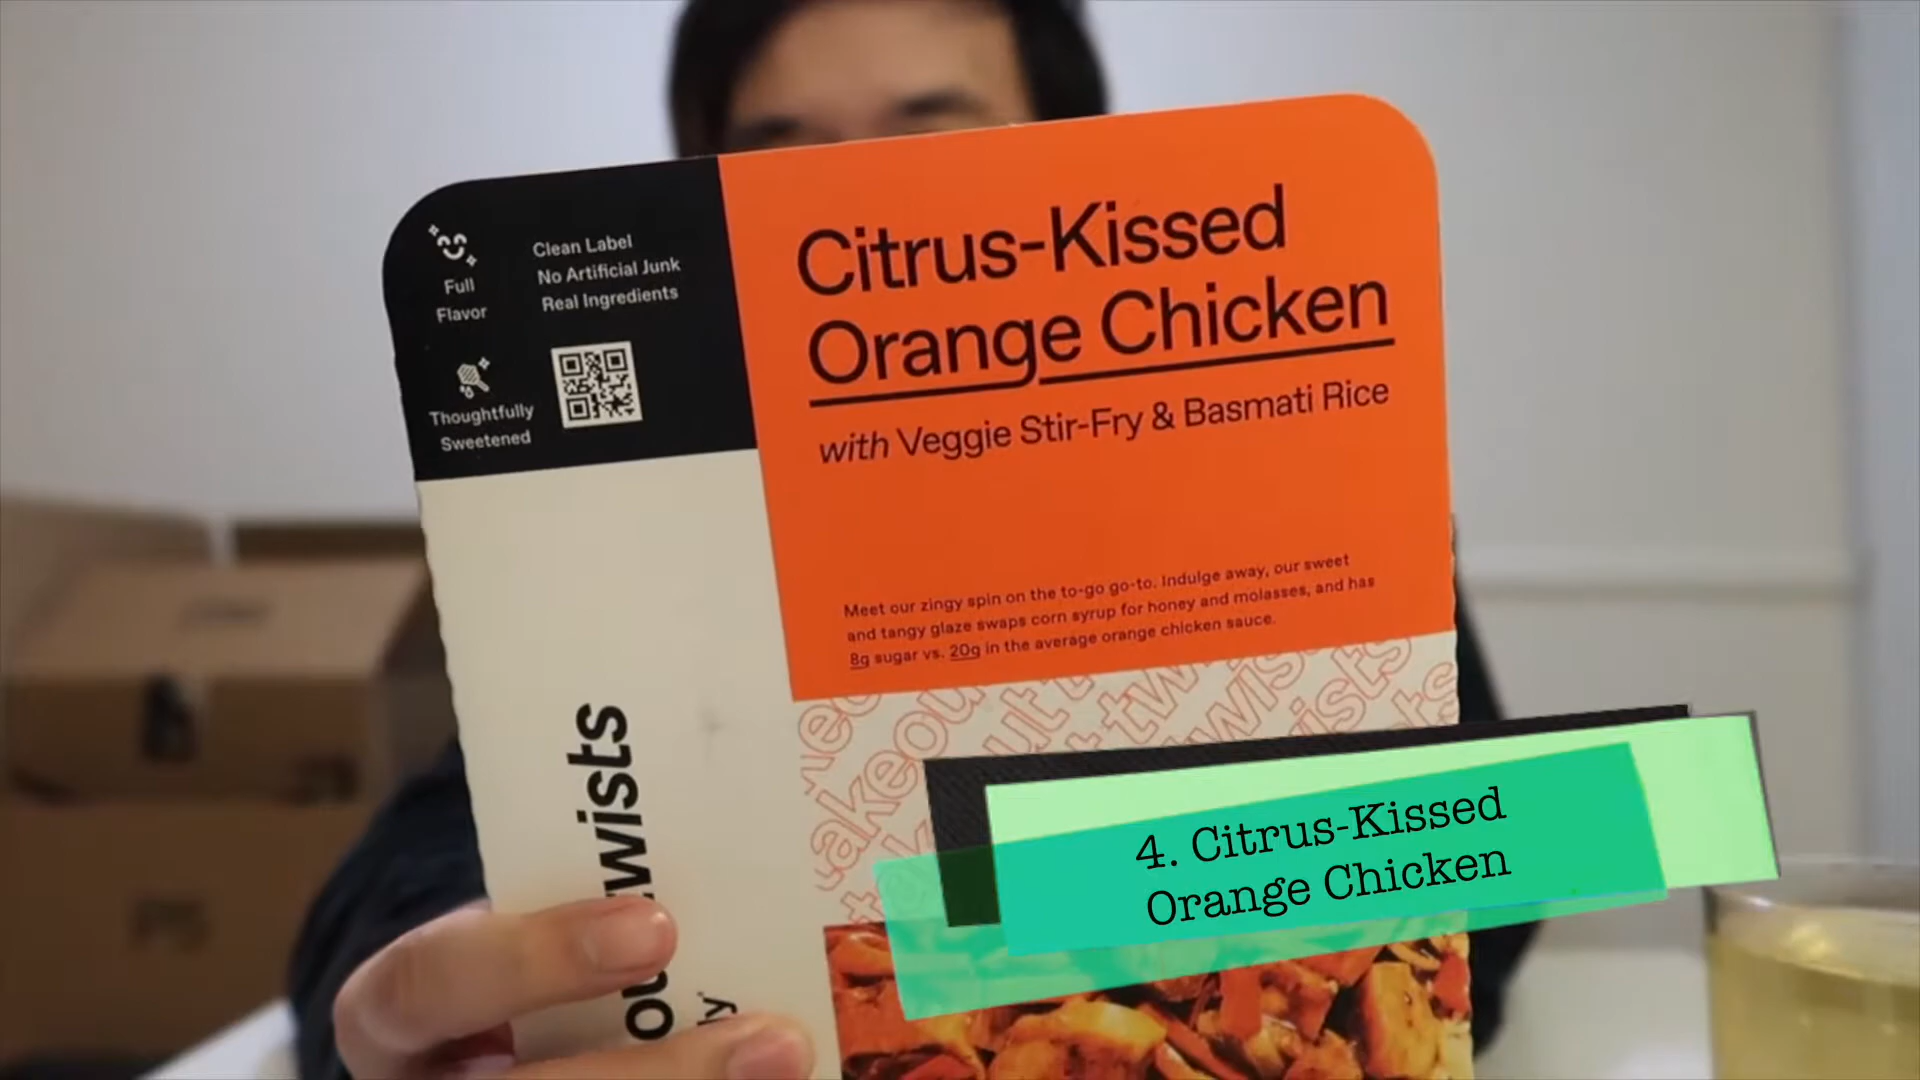 Full
Flavor
Clean Label
No Artificial Junk
Real Ingredients
Thoughtfully
Sweetened
Citrus-Kissed
Orange Chicken
with Veggie Stir-Fry & Basmati Rice
Meet our zingy spin on the to-go go-to. Indulge away, our sweet
and tangy glaze swaps corn syrup for honey and molasses, and has
8g sugar vs. 20g in the average orange chicken sauce.
takeout twists
4. Citrus-Kissed
Orange Chicken